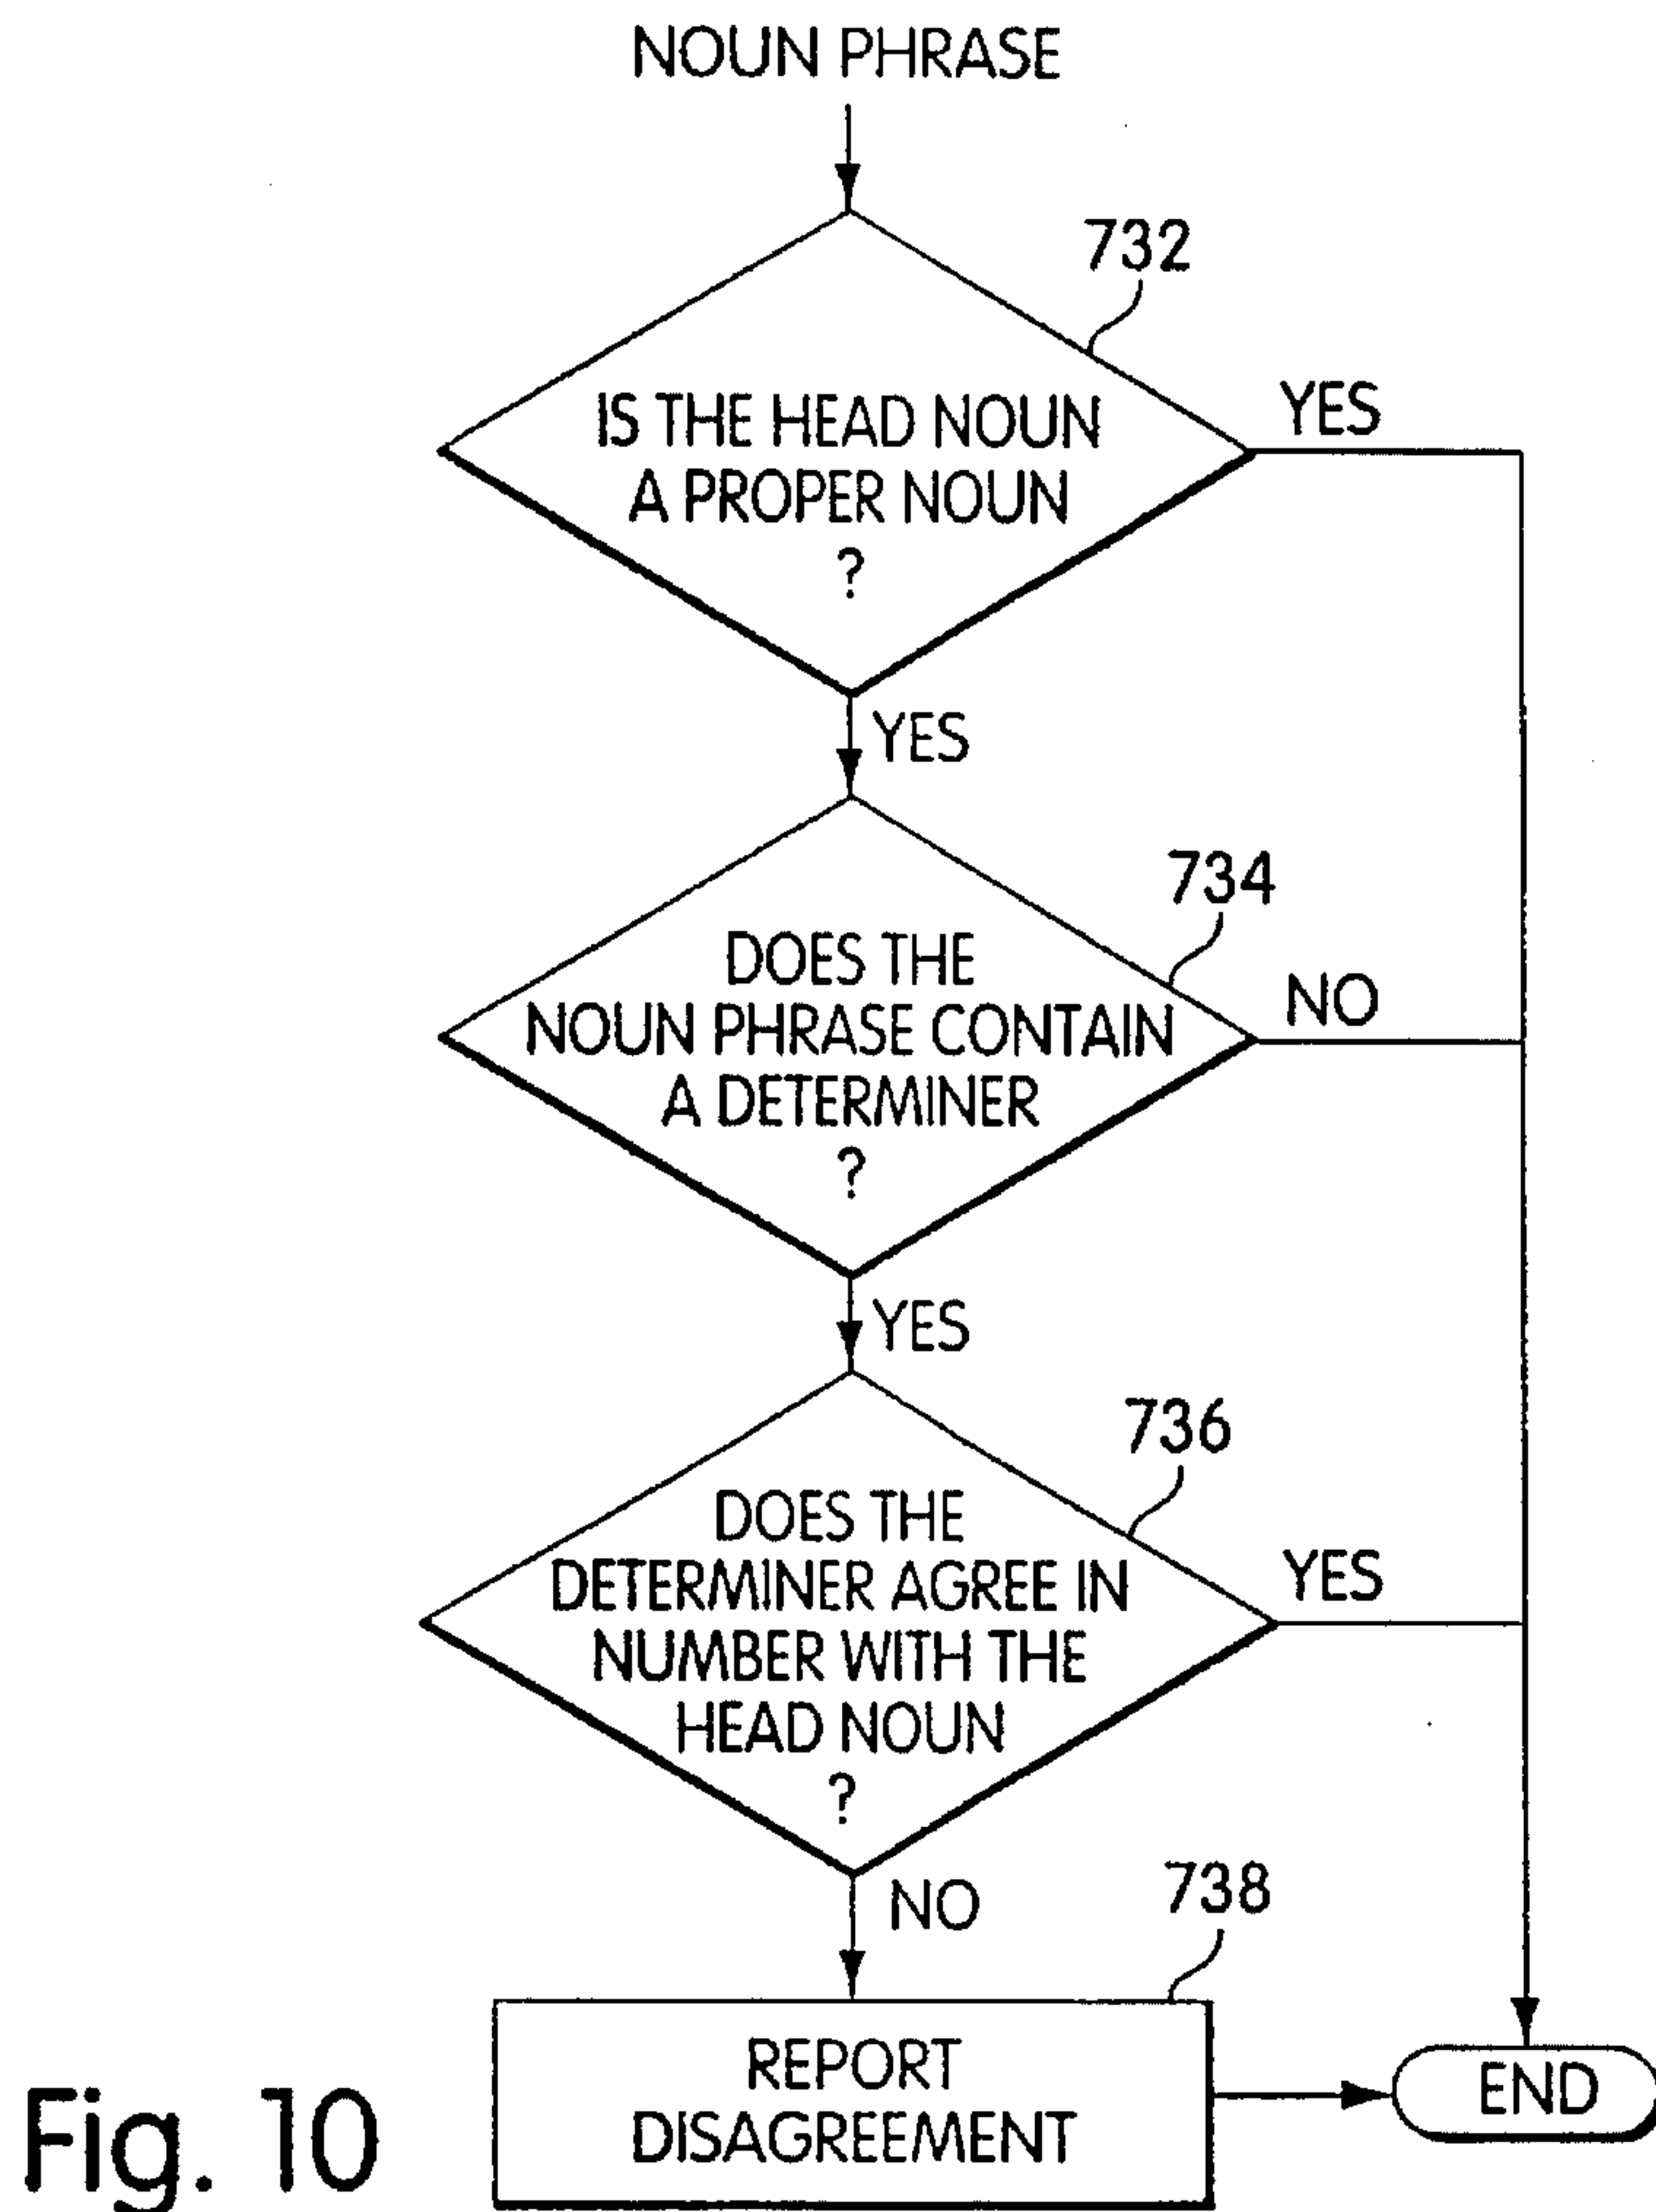 NOUN PHRASE
732
IS THE HEAD NOUN
A PROPER NOUN
?
YES
YES
734
DOES THE
NOUN PHRASE CONTAIN
A DETERMINER
?
NO
YES
736
DOES THE
DETERMINER AGREE IN
NUMBER WITH THE
HEAD NOUN
?
YES
NO
738
REPORT
DISAGREEMENT
END
Fig. 10